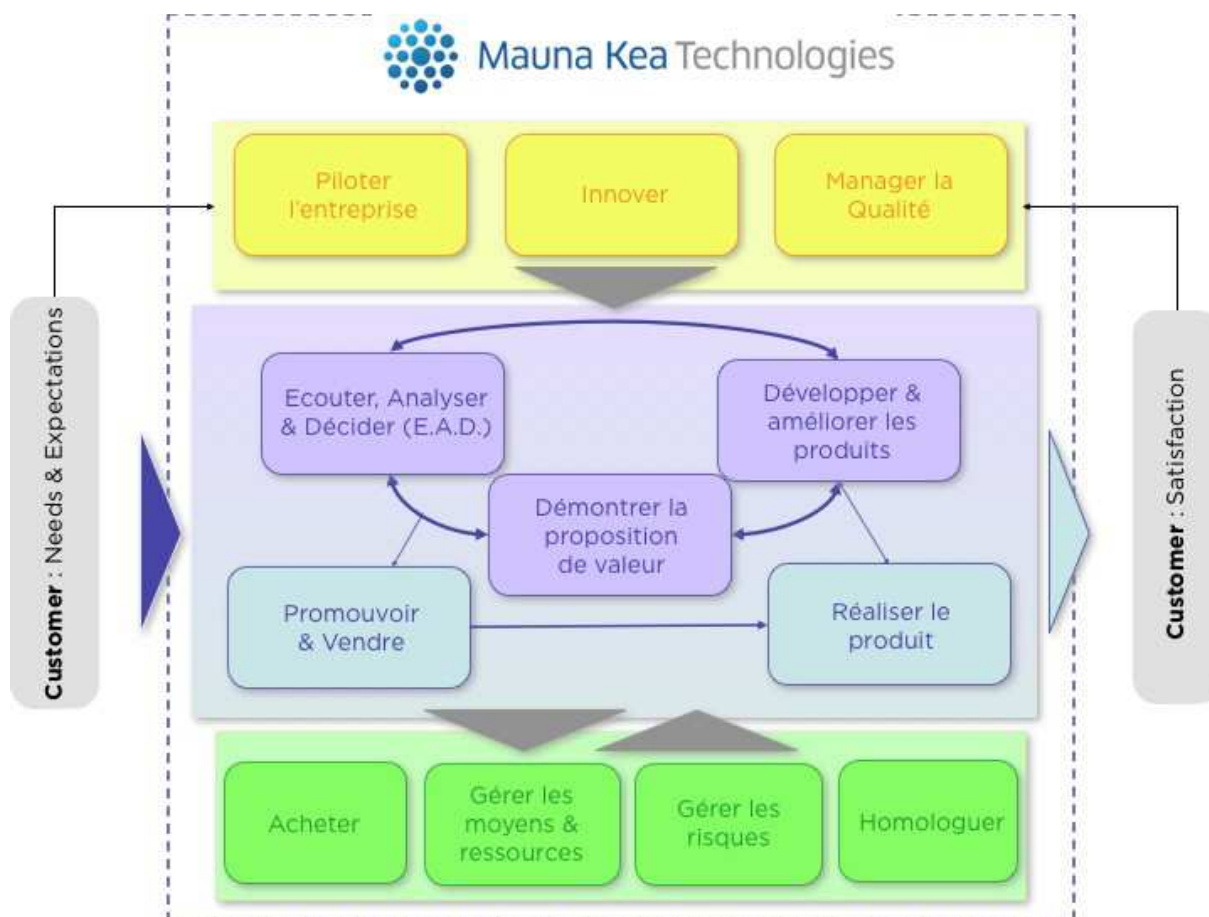 Mauna Kea Technologies
Piloter
l'entreprise
Innover
Manager la
Qualité
Customer : Needs & Expectations
Ecouter, Analyser
& Décider (E.A.D.)
Développer &
améliorer les
produits
Démontrer la
proposition
de valeur
Promouvoir
& Vendre
Réaliser le
produit
Customer : Satisfaction
Acheter
Gérer les
moyens &
ressources
Gérer les
risques
Homologuer